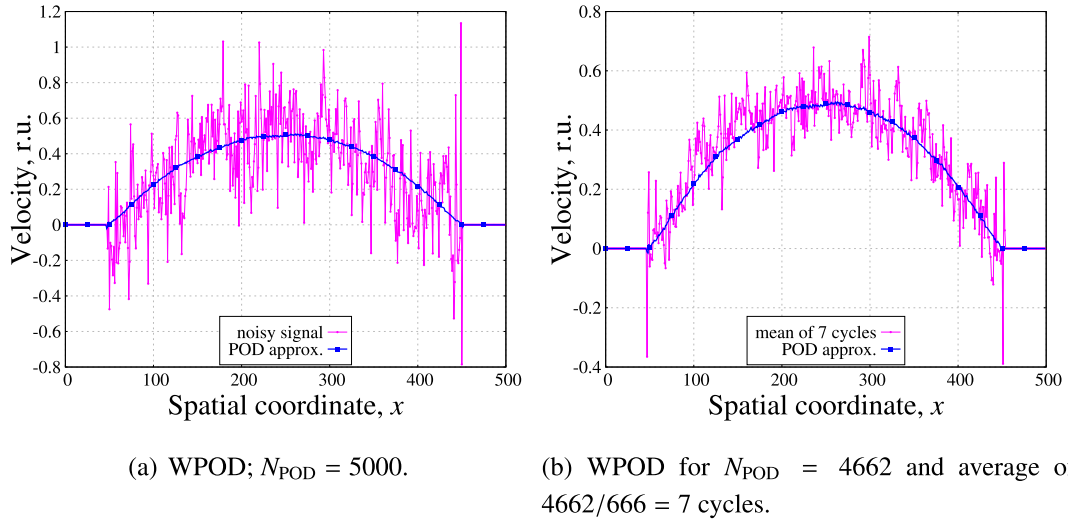 1.2
1
0.8
0.6
0.4
0.2
0
-0.2
-0.4
-0.6
-0.8
Velocity, r.u.
noisy signal
POD approx.
0 100 200 300 400 500
Spatial coordinate, x
(a) WPOD; N_POD = 5000.
0.8
0.6
0.4
0.2
0
-0.2
-0.4
Velocity, r.u.
mean of 7 cycles
POD approx.
0 100 200 300 400 500
Spatial coordinate, x
(b) WPOD for N_POD = 4662 and average o
4662/666 = 7 cycles.